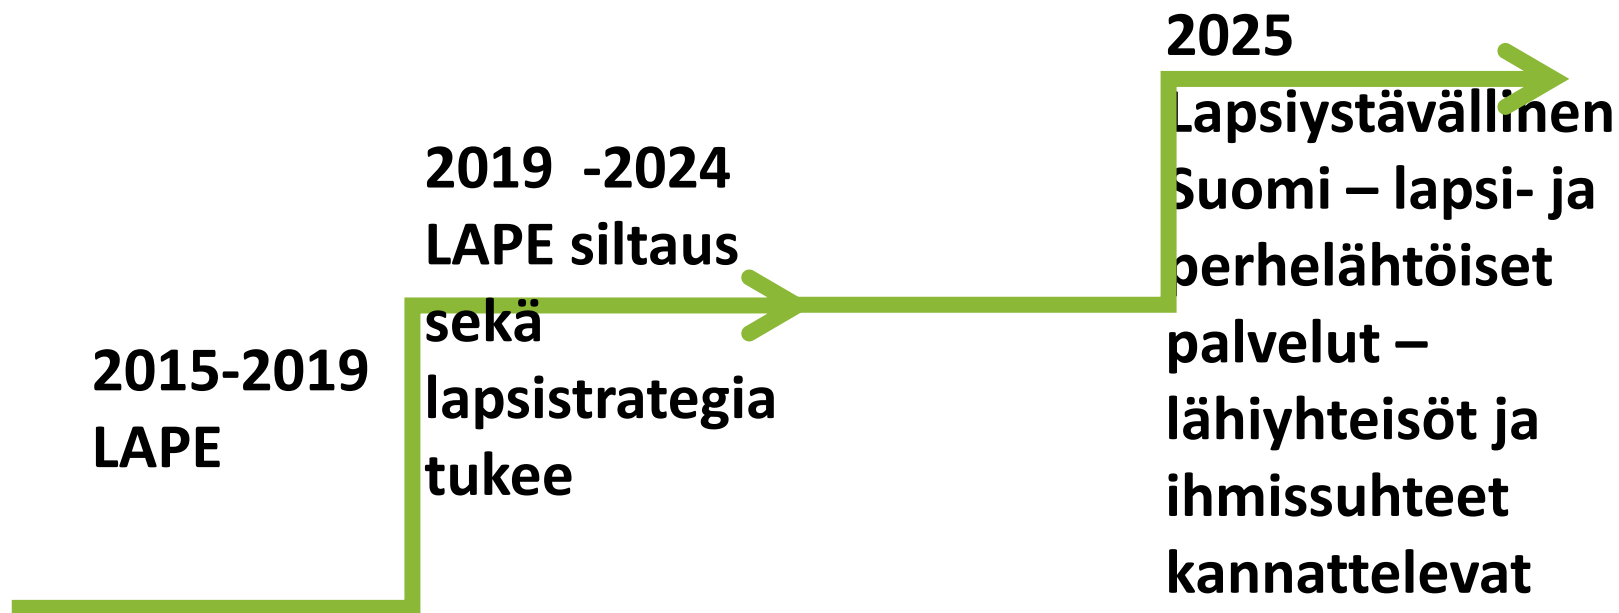 2015-2019
LAPE
2019 -2024
LAPE siltaus
sekä
lapsistrategia
tukee
2025
Lapsiystävällinen
Suomi – lapsi- ja
perhelähtöiset
palvelut –
lähiyhteisöt ja
ihmissuhteet
kannattelevat